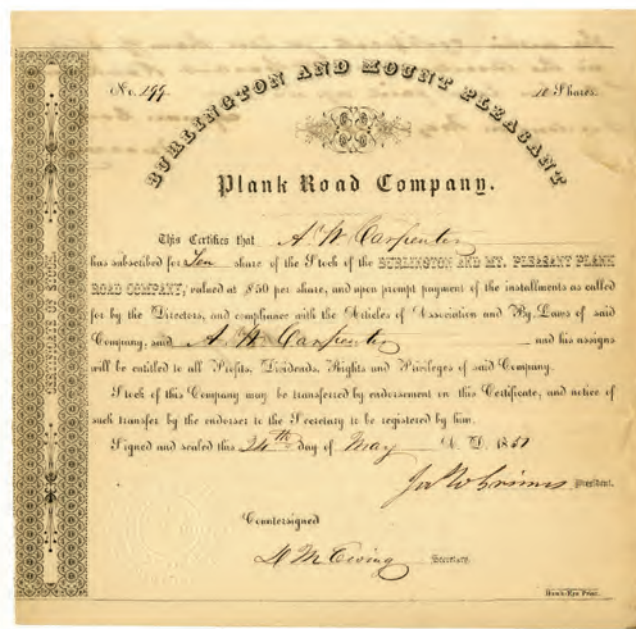 No. 199.
10 Shares.
BURLINGTON AND MOUNT PLEASANT
Plank Road Company.
This Certifies that A. W Carpenter
has subscribed for Ten share of the Stock of the BURLINGTON AND MT. PLEASANT PLANK
ROAD COMPANY, valued at $50 per share, and upon prompt payment of the installments as called
for by the Directors, and compliance with the Articles of Association and By-Laws of said
Company, said A. W Carpenter and his assigns
will be entitled to all Profits, Dividends, Rights and Privileges of said Company.
Stock of this Company may be transferred by endorsement on this Certificate, and notice of
such transfer by the endorser to the Secretary to be registered by him.
Signed and sealed this 24th day of May A. D. 1851
Jas W Grimes President.
Countersigned
Secretary
Hawk-Eye Print.
CERTIFICATE OF STOCK.